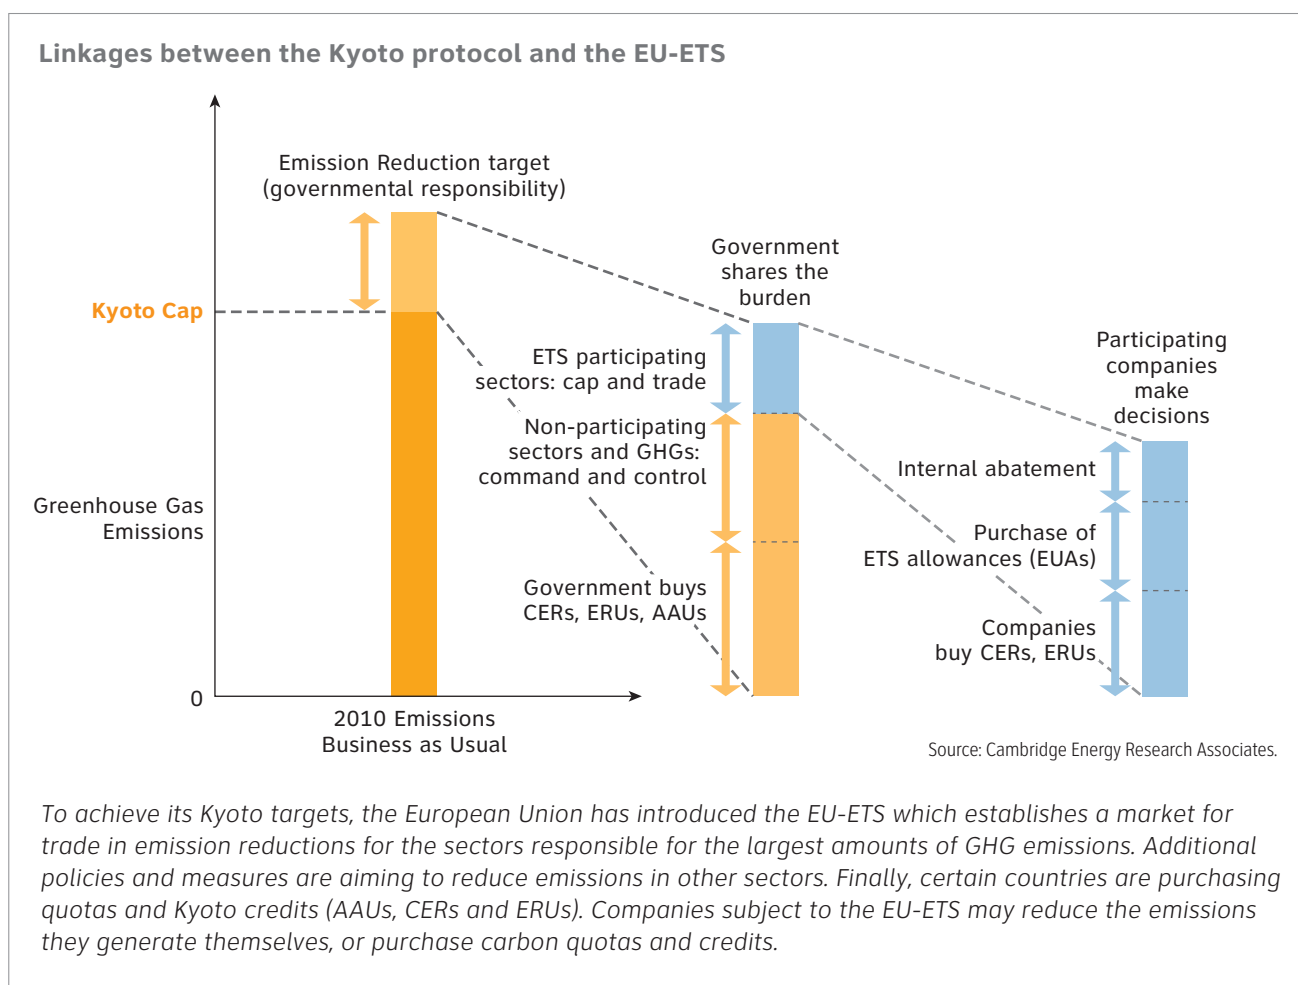 Linkages between the Kyoto protocol and the EU-ETS
Emission Reduction target
(governmental responsibility)
Kyoto Cap
Greenhouse Gas
Emissions
0
2010 Emissions
Business as Usual
Government
shares the
burden
ETS participating
sectors: cap and trade
Non-participating
sectors and GHGs:
command and control
Government buys
CERs, ERUs, AAUs
Participating
companies
make
decisions
Internal abatement
Purchase of
ETS allowances (EUAs)
Companies
buy CERs, ERUs
Source: Cambridge Energy Research Associates.
To achieve its Kyoto targets, the European Union has introduced the EU-ETS which establishes a market for
trade in emission reductions for the sectors responsible for the largest amounts of GHG emissions. Additional
policies and measures are aiming to reduce emissions in other sectors. Finally, certain countries are purchasing
quotas and Kyoto credits (AAUs, CERs and ERUs). Companies subject to the EU-ETS may reduce the emissions
they generate themselves, or purchase carbon quotas and credits.